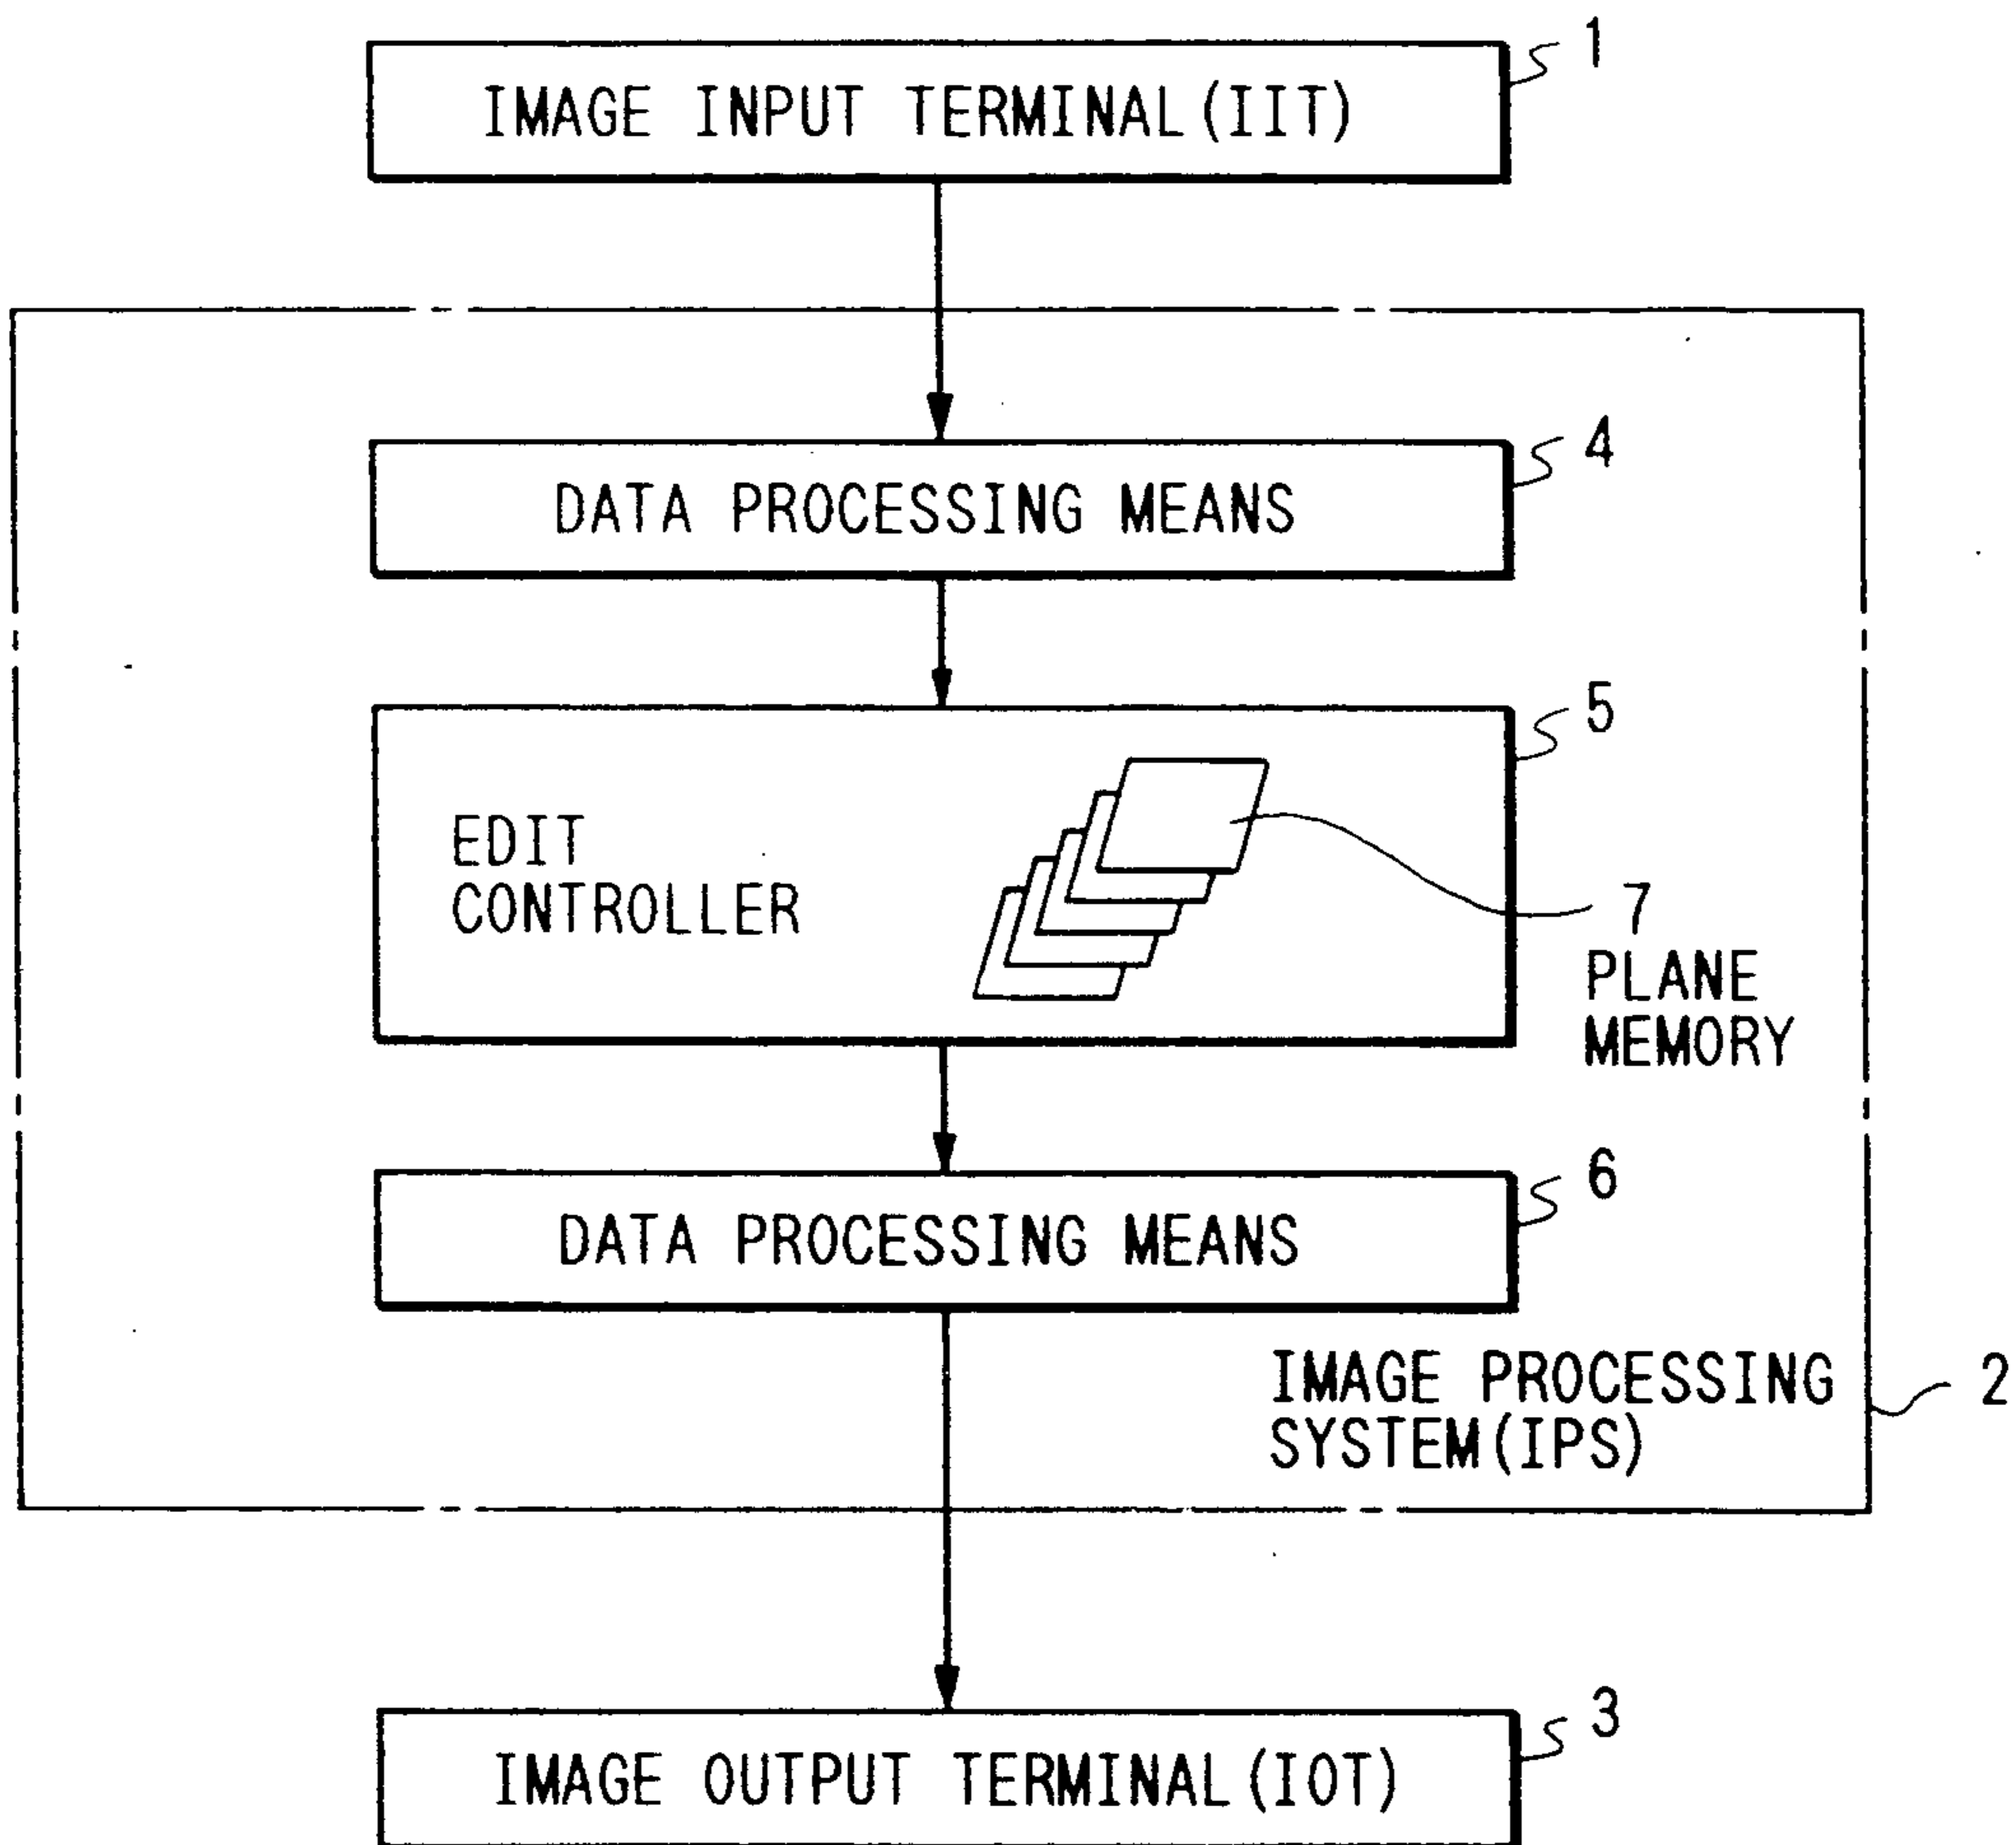 1
IMAGE INPUT TERMINAL(IIT)
4
DATA PROCESSING MEANS
5
EDIT
CONTROLLER
7
PLANE
MEMORY
6
DATA PROCESSING MEANS
IMAGE PROCESSING
SYSTEM(IPS)
2
3
IMAGE OUTPUT TERMINAL(IOT)